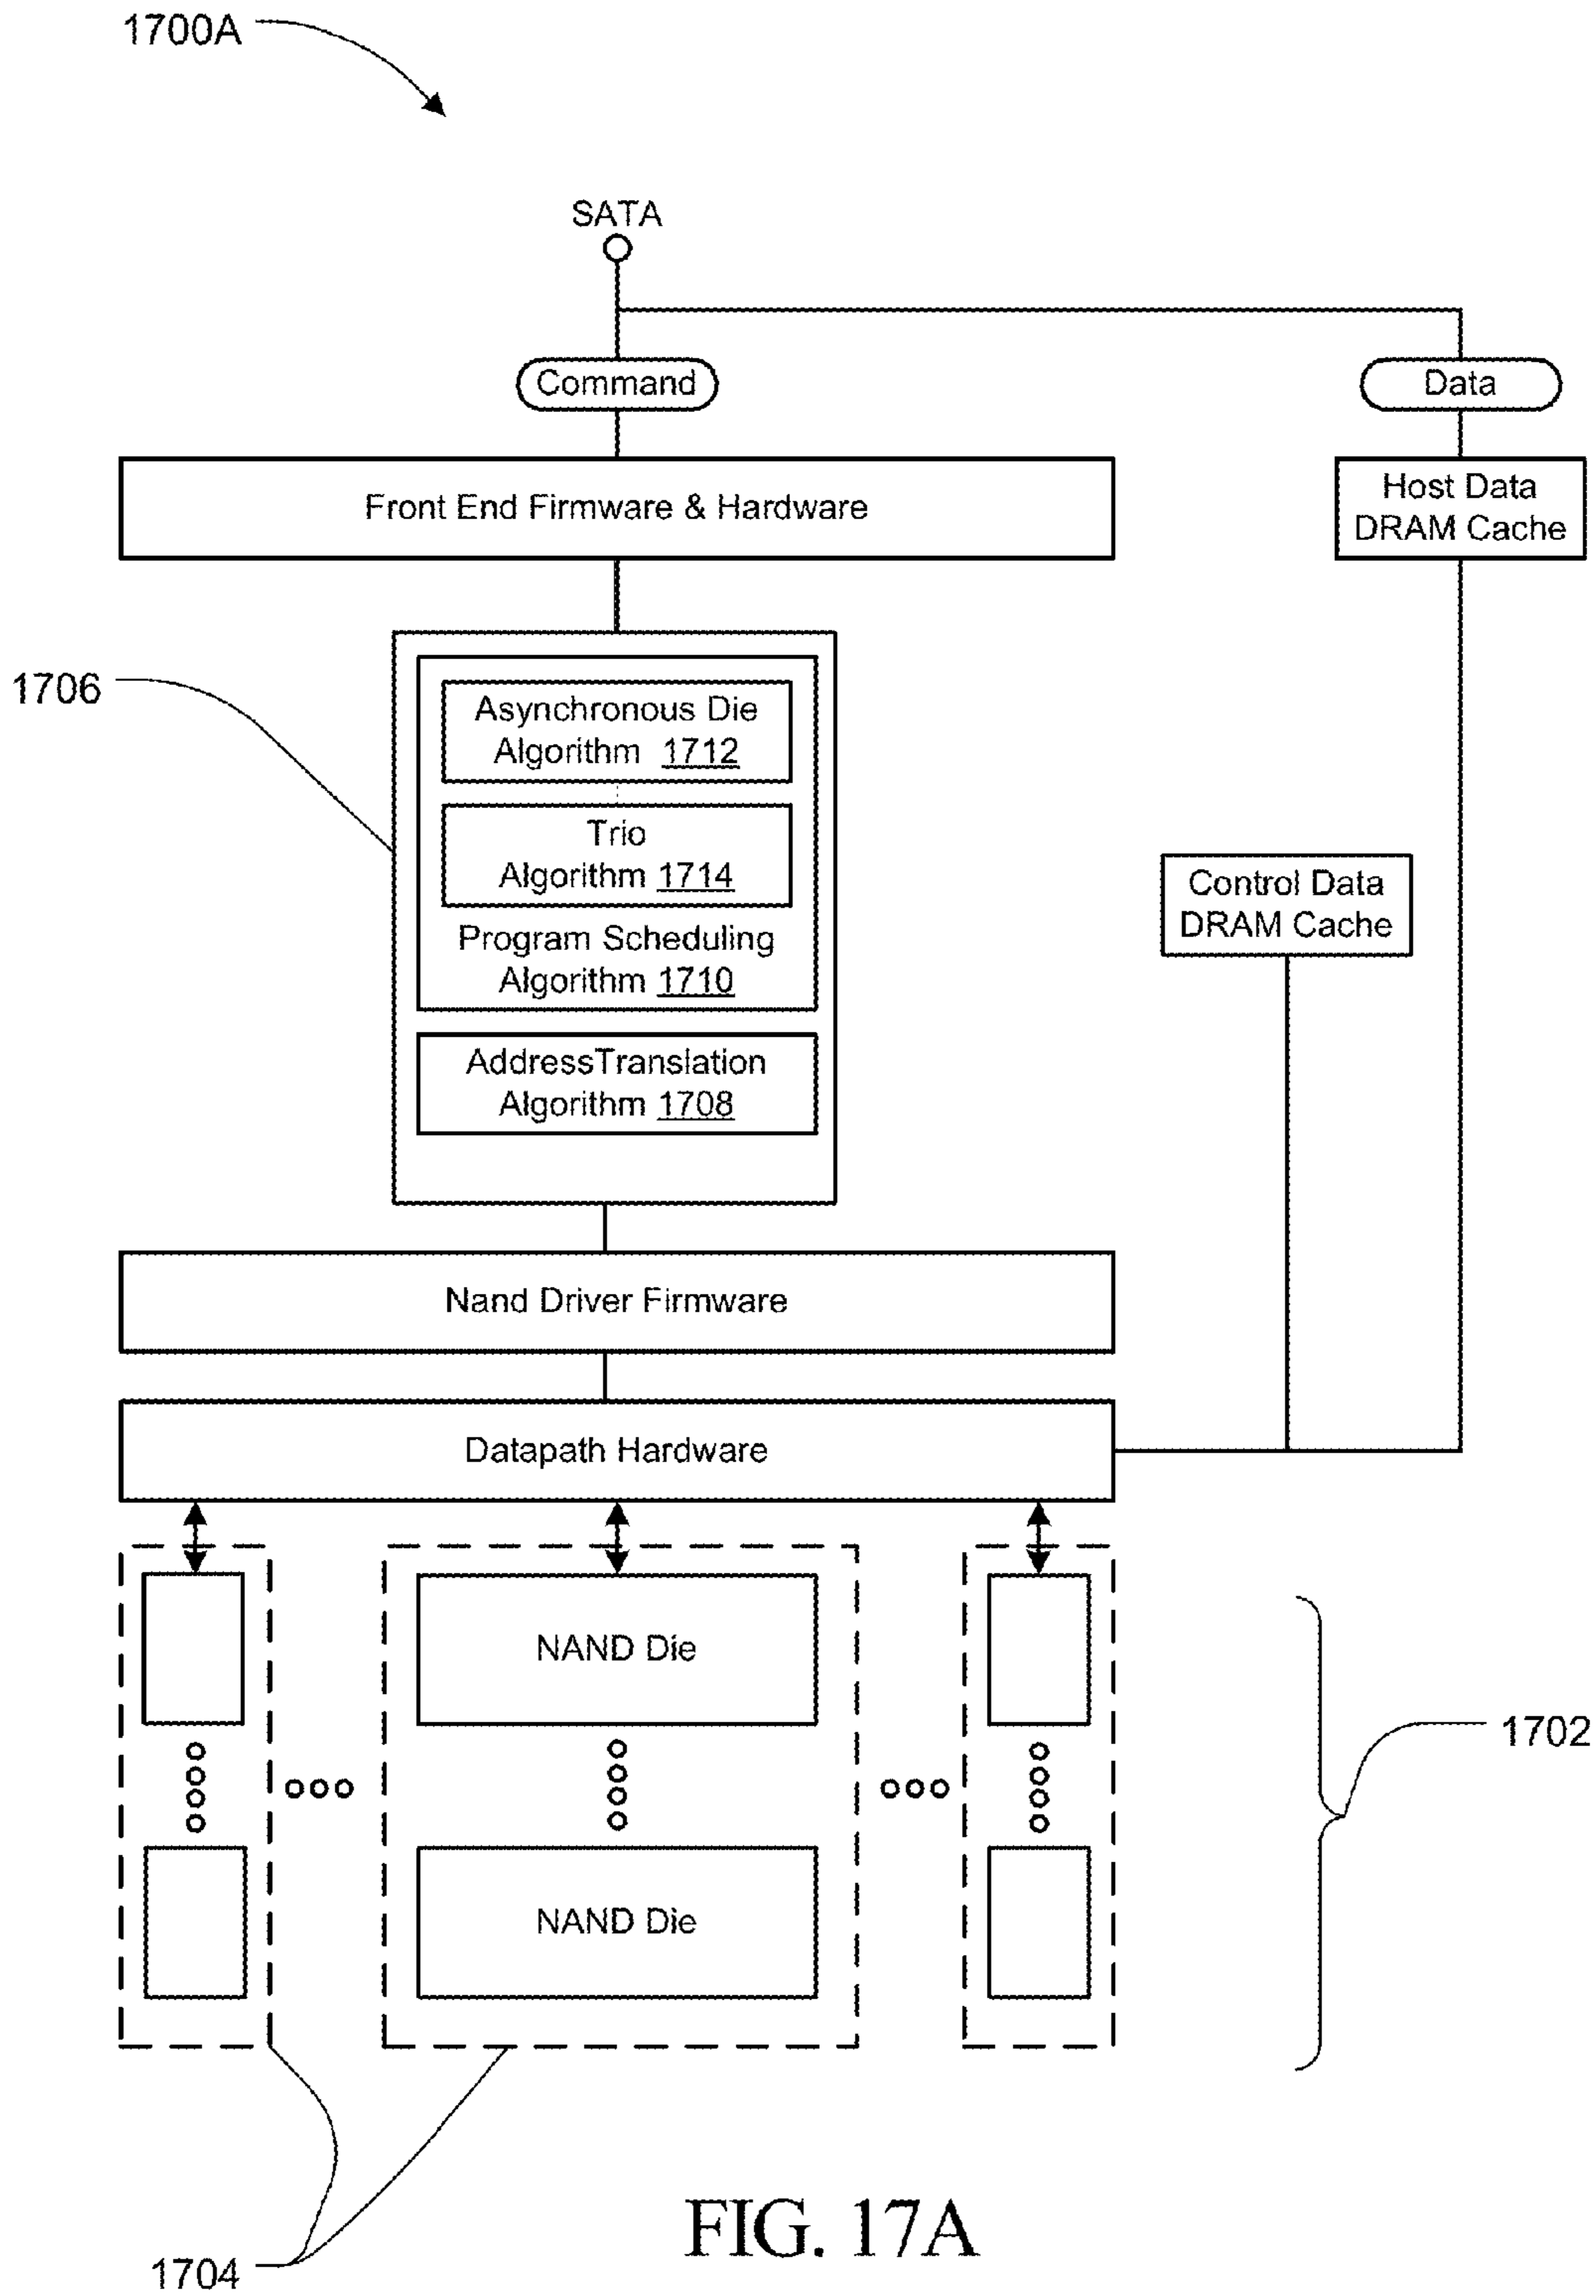 1700A
SATA
Command
Data
Front End Firmware & Hardware
Host Data
DRAM Cache
1706
Asynchronous Die
Algorithm 1712
Trio
Algorithm 1714
Program Scheduling
Algorithm 1710
AddressTranslation
Algorithm 1708
Control Data
DRAM Cache
Nand Driver Firmware
Datapath Hardware
NAND Die
NAND Die
1702
1704
FIG. 17A